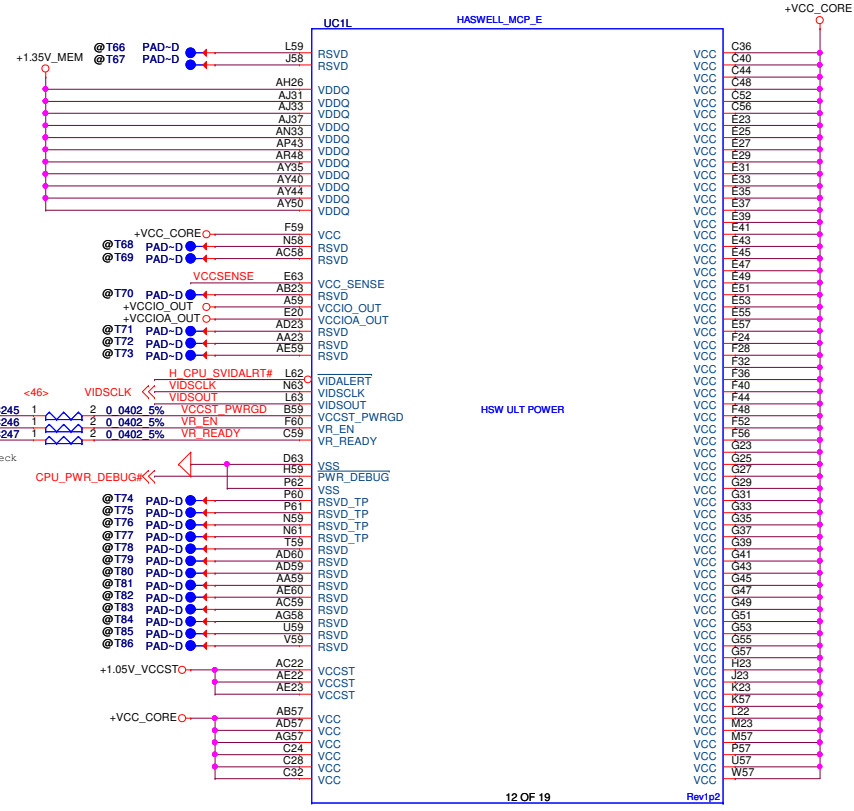 +VCC_CORE
UC1L
HASWELL_MCP_E
@T66 PAD~D L59 RSVD
@T67 PAD~D J58 RSVD
+1.35V_MEM
AH26 VDDQ
AJ31 VDDQ
AJ33 VDDQ
AJ37 VDDQ
AN33 VDDQ
AP43 VDDQ
AR48 VDDQ
AY35 VDDQ
AY40 VDDQ
AY44 VDDQ
AY50 VDDQ
+VCC_CORE F59 VCC
@T68 PAD~D N58 RSVD
@T69 PAD~D AC58 RSVD
VCCSENSE E63 VCC_SENSE
@T70 PAD~D AB23 RSVD
+VCCIO_OUT A59 VCCIO_OUT
+VCCIOA_OUT E20 VCCIOA_OUT
@T71 PAD~D AD23 RSVD
@T72 PAD~D AA23 RSVD
@T73 PAD~D AE59 RSVD
H_CPU_SVIDALRT# L62 VIDALERT
<46> VIDSCLK VIDSCLK N63 VIDSCLK
VIDSOUT L63 VIDSOUT
245 1 2 0_0402_5% VCCST_PWRGD B59 VCCST_PWRGD
246 1 2 0_0402_5% VR_EN F60 VR_EN
247 1 2 0_0402_5% VR_READY C59 VR_READY
eck
D63 VSS
CPU_PWR_DEBUG# H59 PWR_DEBUG
P62 VSS
@T74 PAD~D P60 RSVD_TP
@T75 PAD~D P61 RSVD_TP
@T76 PAD~D N59 RSVD_TP
@T77 PAD~D N61 RSVD_TP
@T78 PAD~D T59 RSVD
@T79 PAD~D AD60 RSVD
@T80 PAD~D AD59 RSVD
@T81 PAD~D AA59 RSVD
@T82 PAD~D AE60 RSVD
@T83 PAD~D AC59 RSVD
@T84 PAD~D AG58 RSVD
@T85 PAD~D U59 RSVD
@T86 PAD~D V59 RSVD
+1.05V_VCCST AC22 VCCST
AE22 VCCST
AE23 VCCST
+VCC_CORE AB57 VCC
AD57 VCC
AG57 VCC
C24 VCC
C28 VCC
C32 VCC
HSW ULT POWER
VCC C36
VCC C40
VCC C44
VCC C48
VCC C52
VCC C56
VCC E23
VCC E25
VCC E27
VCC E29
VCC E31
VCC E33
VCC E35
VCC E37
VCC E39
VCC E41
VCC E43
VCC E45
VCC E47
VCC E49
VCC E51
VCC E53
VCC E55
VCC E57
VCC F24
VCC F28
VCC F32
VCC F36
VCC F40
VCC F44
VCC F48
VCC F52
VCC F56
VCC G23
VCC G25
VCC G27
VCC G29
VCC G31
VCC G33
VCC G35
VCC G37
VCC G39
VCC G41
VCC G43
VCC G45
VCC G47
VCC G49
VCC G51
VCC G53
VCC G55
VCC G57
VCC H23
VCC J23
VCC K23
VCC K57
VCC L22
VCC M23
VCC M57
VCC P57
VCC U57
VCC W57
12 OF 19
Rev1p2